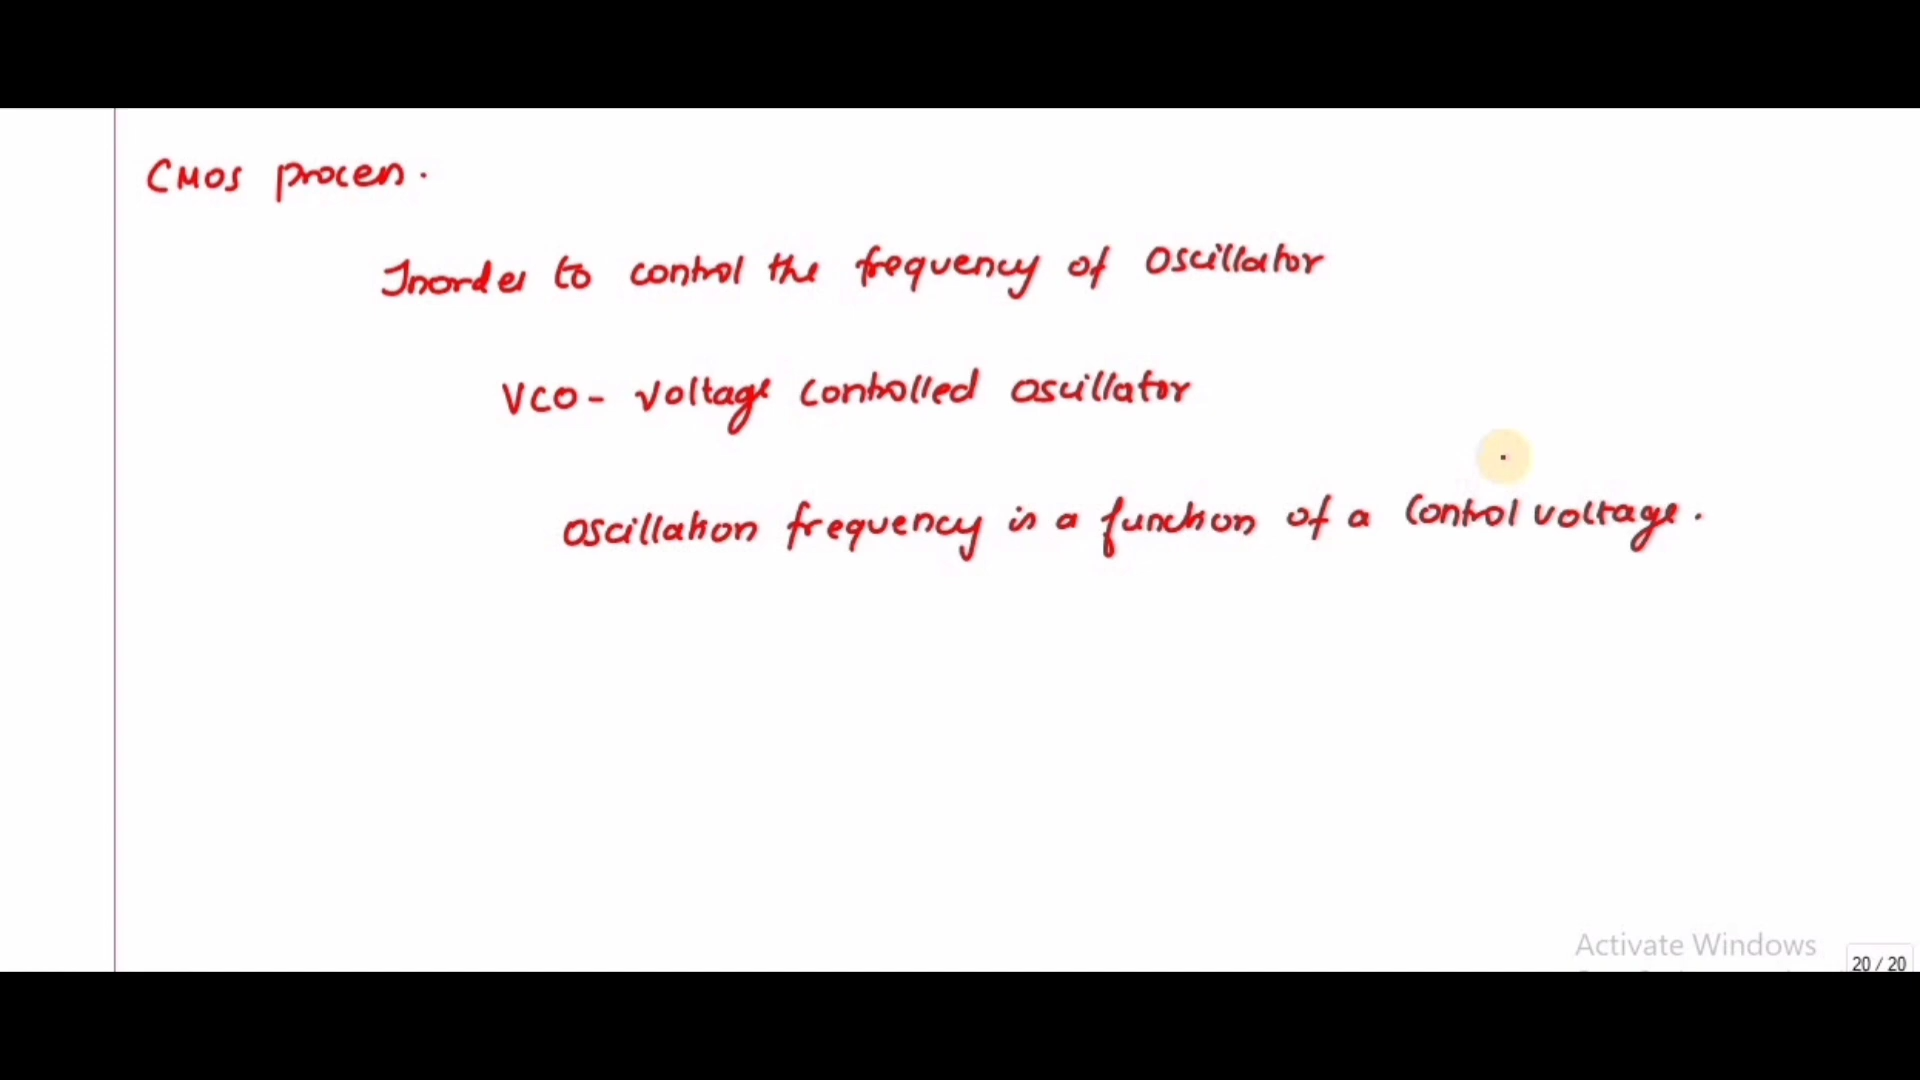 CMOS process.
Inorder to control the frequency of oscillator
VCO - Voltage controlled oscillator
oscillation frequency is a function of a Control voltage.
Activate Windows
20 / 20